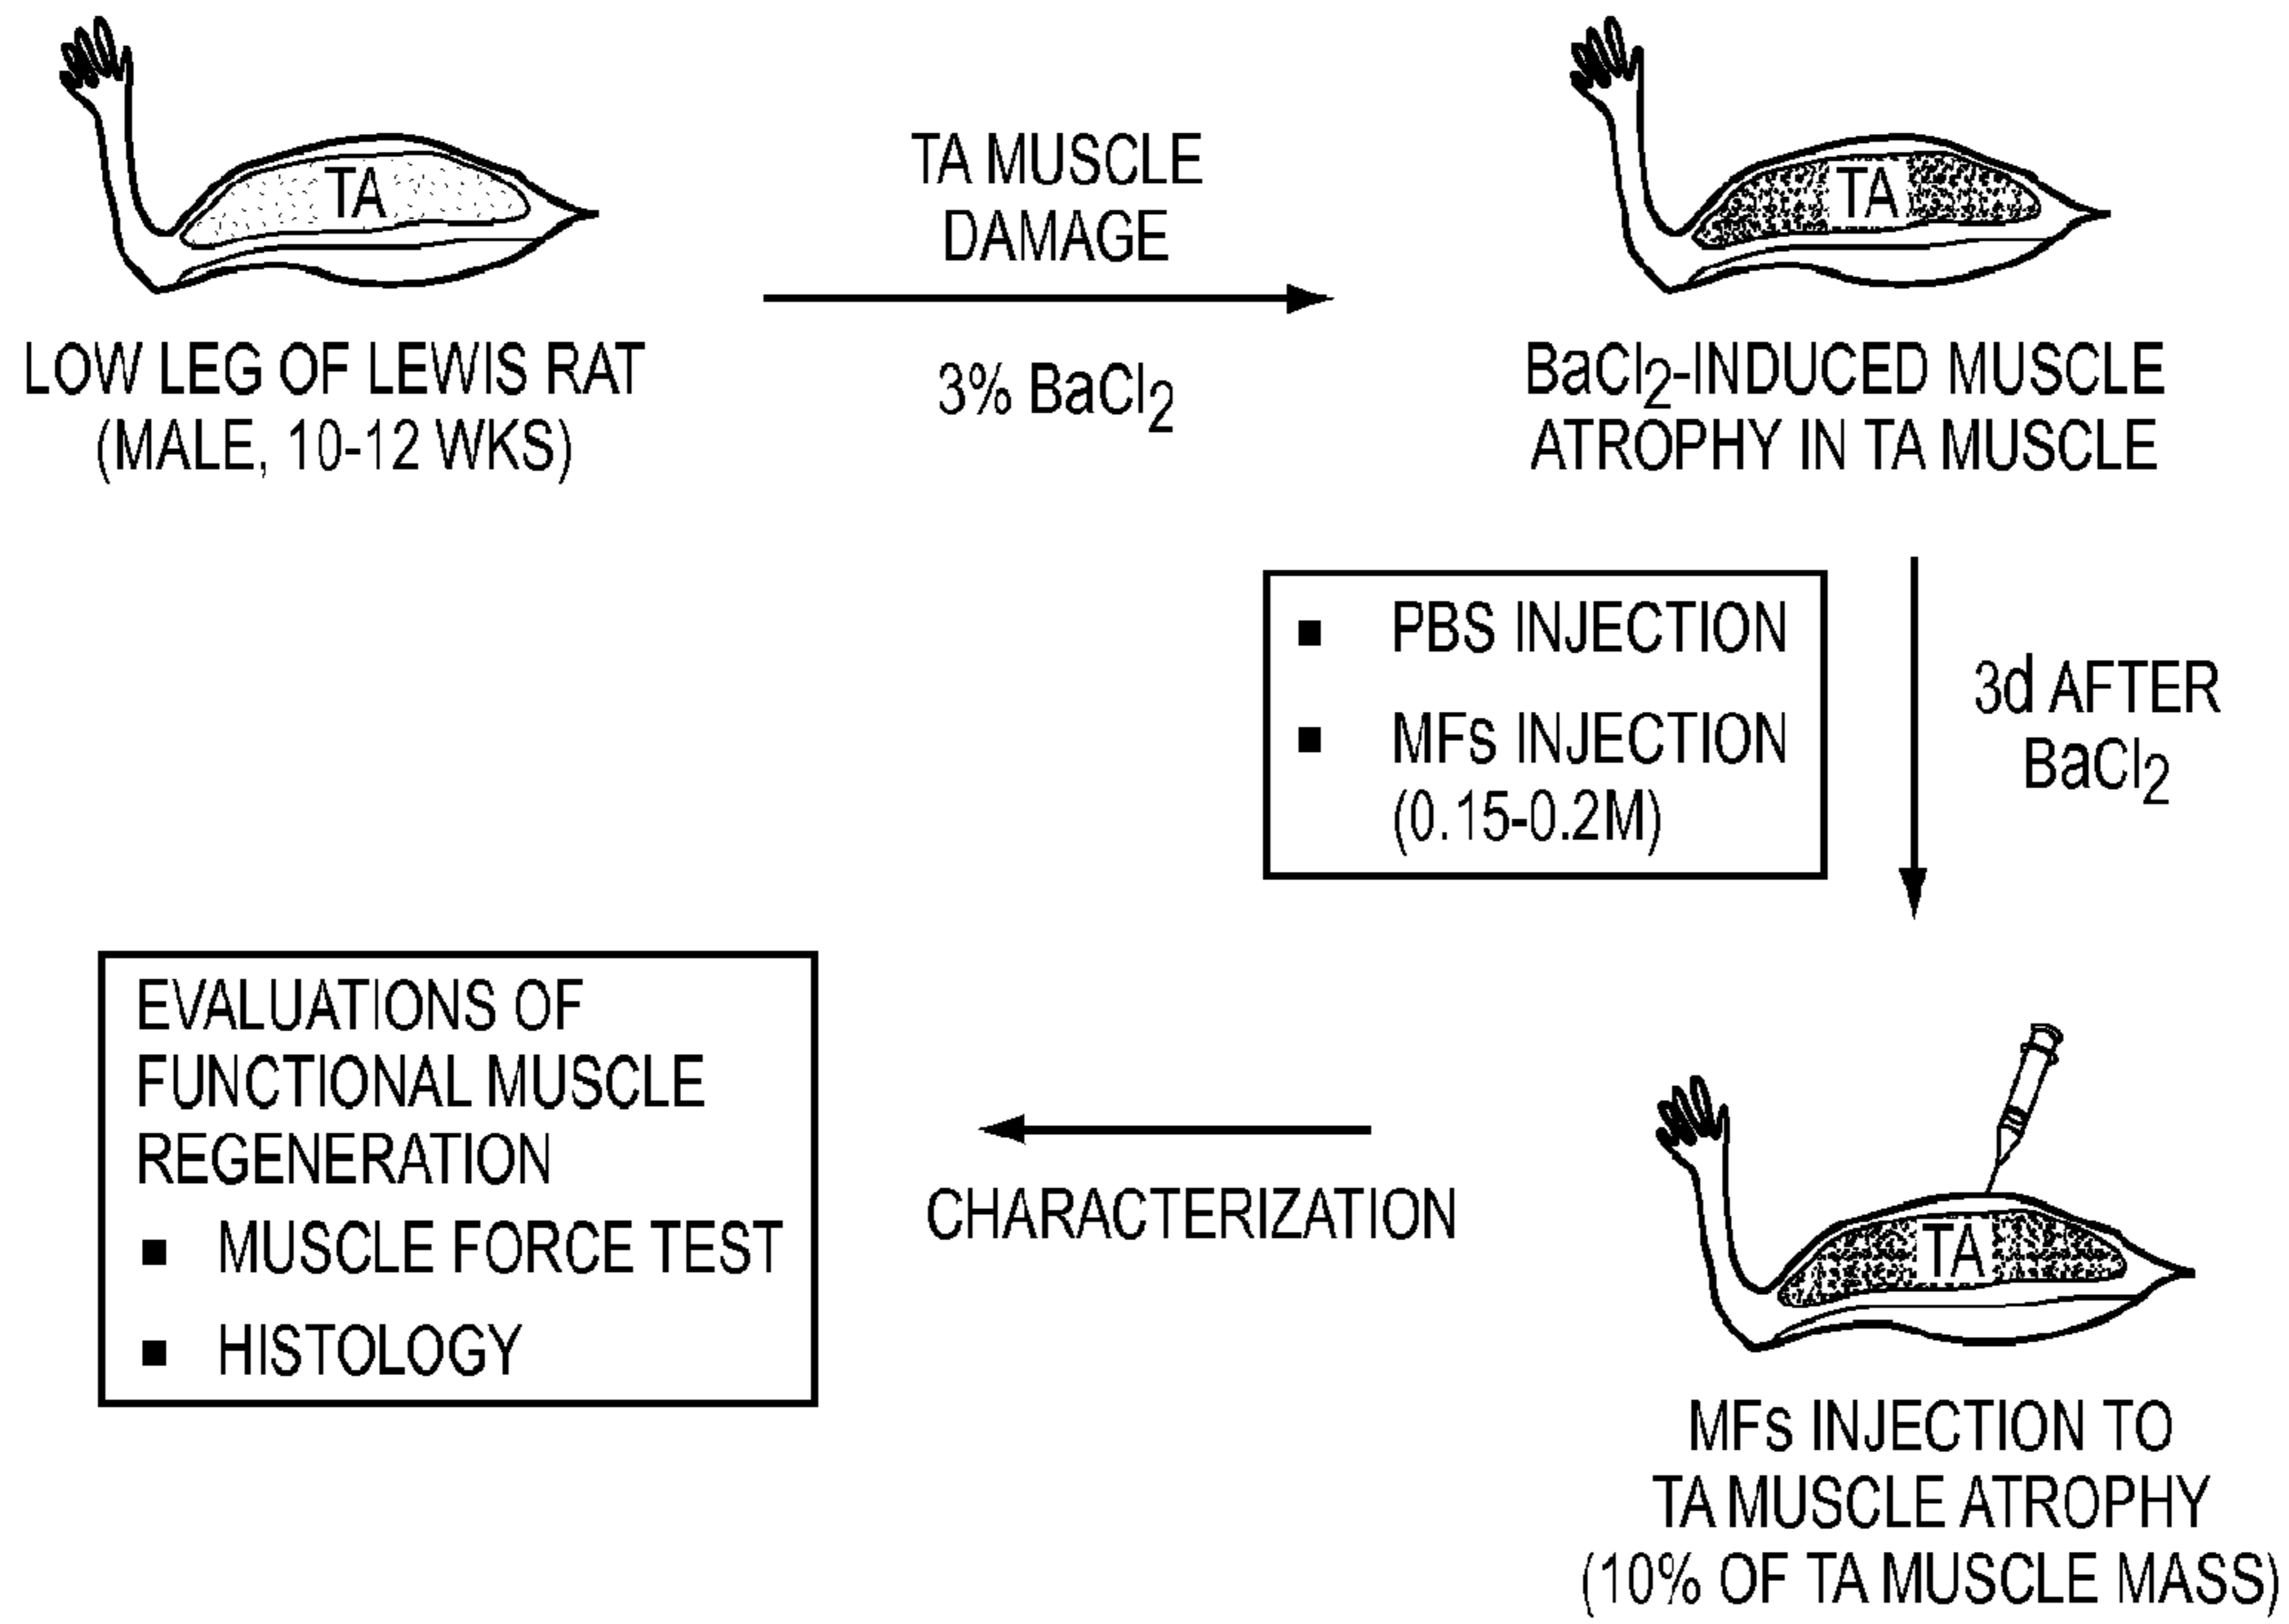 TA
LOW LEG OF LEWIS RAT
(MALE, 10-12 WKS)
TA MUSCLE
DAMAGE
3% BaCl2
TA
BaCl2-INDUCED MUSCLE
ATROPHY IN TA MUSCLE
▪ PBS INJECTION
▪ MFs INJECTION
(0.15-0.2M)
3d AFTER
BaCl2
TA
MFs INJECTION TO
TA MUSCLE ATROPHY
(10% OF TA MUSCLE MASS)
CHARACTERIZATION
EVALUATIONS OF
FUNCTIONAL MUSCLE
REGENERATION
▪ MUSCLE FORCE TEST
▪ HISTOLOGY